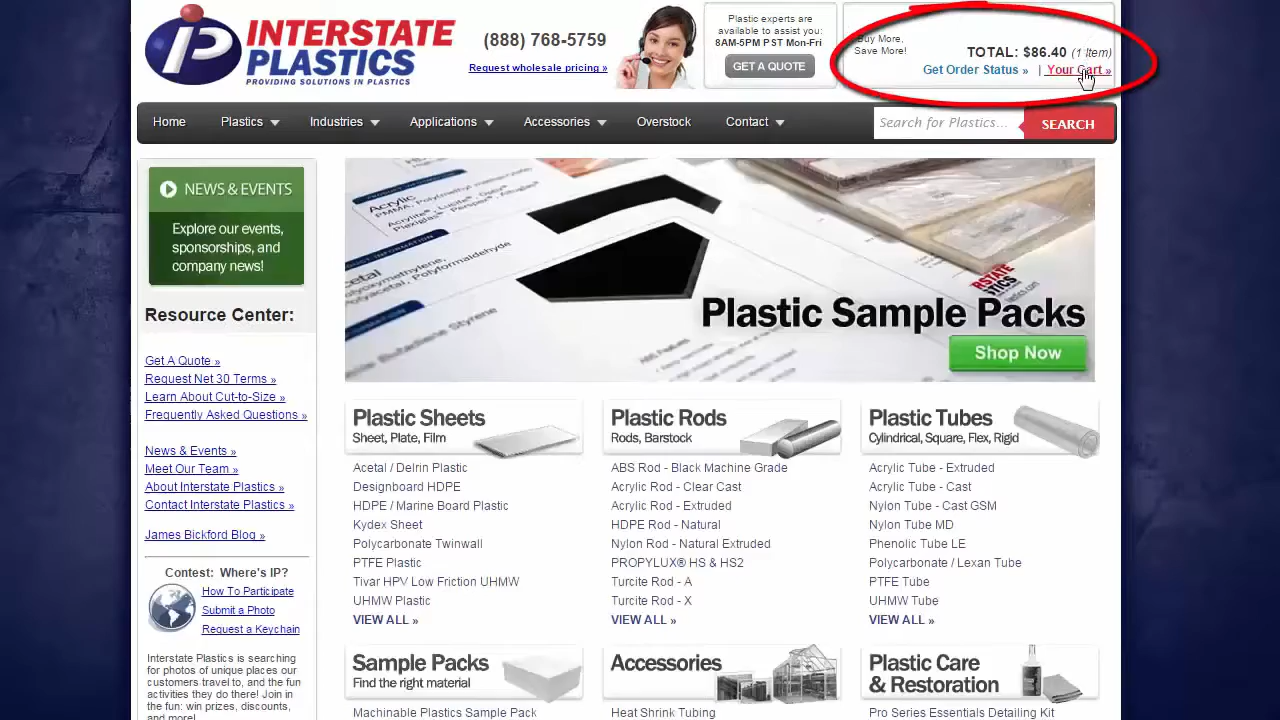 iP
INTERSTATE
PLASTICS
PROVIDING SOLUTIONS IN PLASTICS
(888) 768-5759
Request wholesale pricing »
Plastic experts are
available to assist you:
8AM-5PM PST Mon-Fri
GET A QUOTE
Buy More,
Save More!
TOTAL: $86.40 (1 Item)
Get Order Status » | Your Cart »
Home Plastics Industries Applications Accessories Overstock Contact
Search for Plastics...
SEARCH
NEWS & EVENTS
Explore our events,
sponsorships, and
company news!
Resource Center:
Get A Quote »
Request Net 30 Terms »
Learn About Cut-to-Size »
Frequently Asked Questions »
News & Events »
Meet Our Team »
About Interstate Plastics »
Contact Interstate Plastics »
James Bickford Blog »
Contest: Where's IP?
How To Participate
Submit a Photo
Request a Keychain
Interstate Plastics is searching
for photos of unique places our
customers travel to, and the fun
activities they do there! Join in
the fun: win prizes, discounts,
and more!
Acrylic
Plastic Sample Packs
Shop Now
Plastic Sheets
Sheet, Plate, Film
Acetal / Delrin Plastic
Designboard HDPE
HDPE / Marine Board Plastic
Kydex Sheet
Polycarbonate Twinwall
PTFE Plastic
Tivar HPV Low Friction UHMW
UHMW Plastic
VIEW ALL »
Plastic Rods
Rods, Barstock
ABS Rod - Black Machine Grade
Acrylic Rod - Clear Cast
Acrylic Rod - Extruded
HDPE Rod - Natural
Nylon Rod - Natural Extruded
PROPYLUX® HS & HS2
Turcite Rod - A
Turcite Rod - X
VIEW ALL »
Plastic Tubes
Cylindrical, Square, Flex, Rigid
Acrylic Tube - Extruded
Acrylic Tube - Cast
Nylon Tube - Cast GSM
Nylon Tube MD
Phenolic Tube LE
Polycarbonate / Lexan Tube
PTFE Tube
UHMW Tube
VIEW ALL »
Sample Packs
Find the right material
Machinable Plastics Sample Pack
Accessories
Heat Shrink Tubing
Plastic Care
& Restoration
Pro Series Essentials Detailing Kit